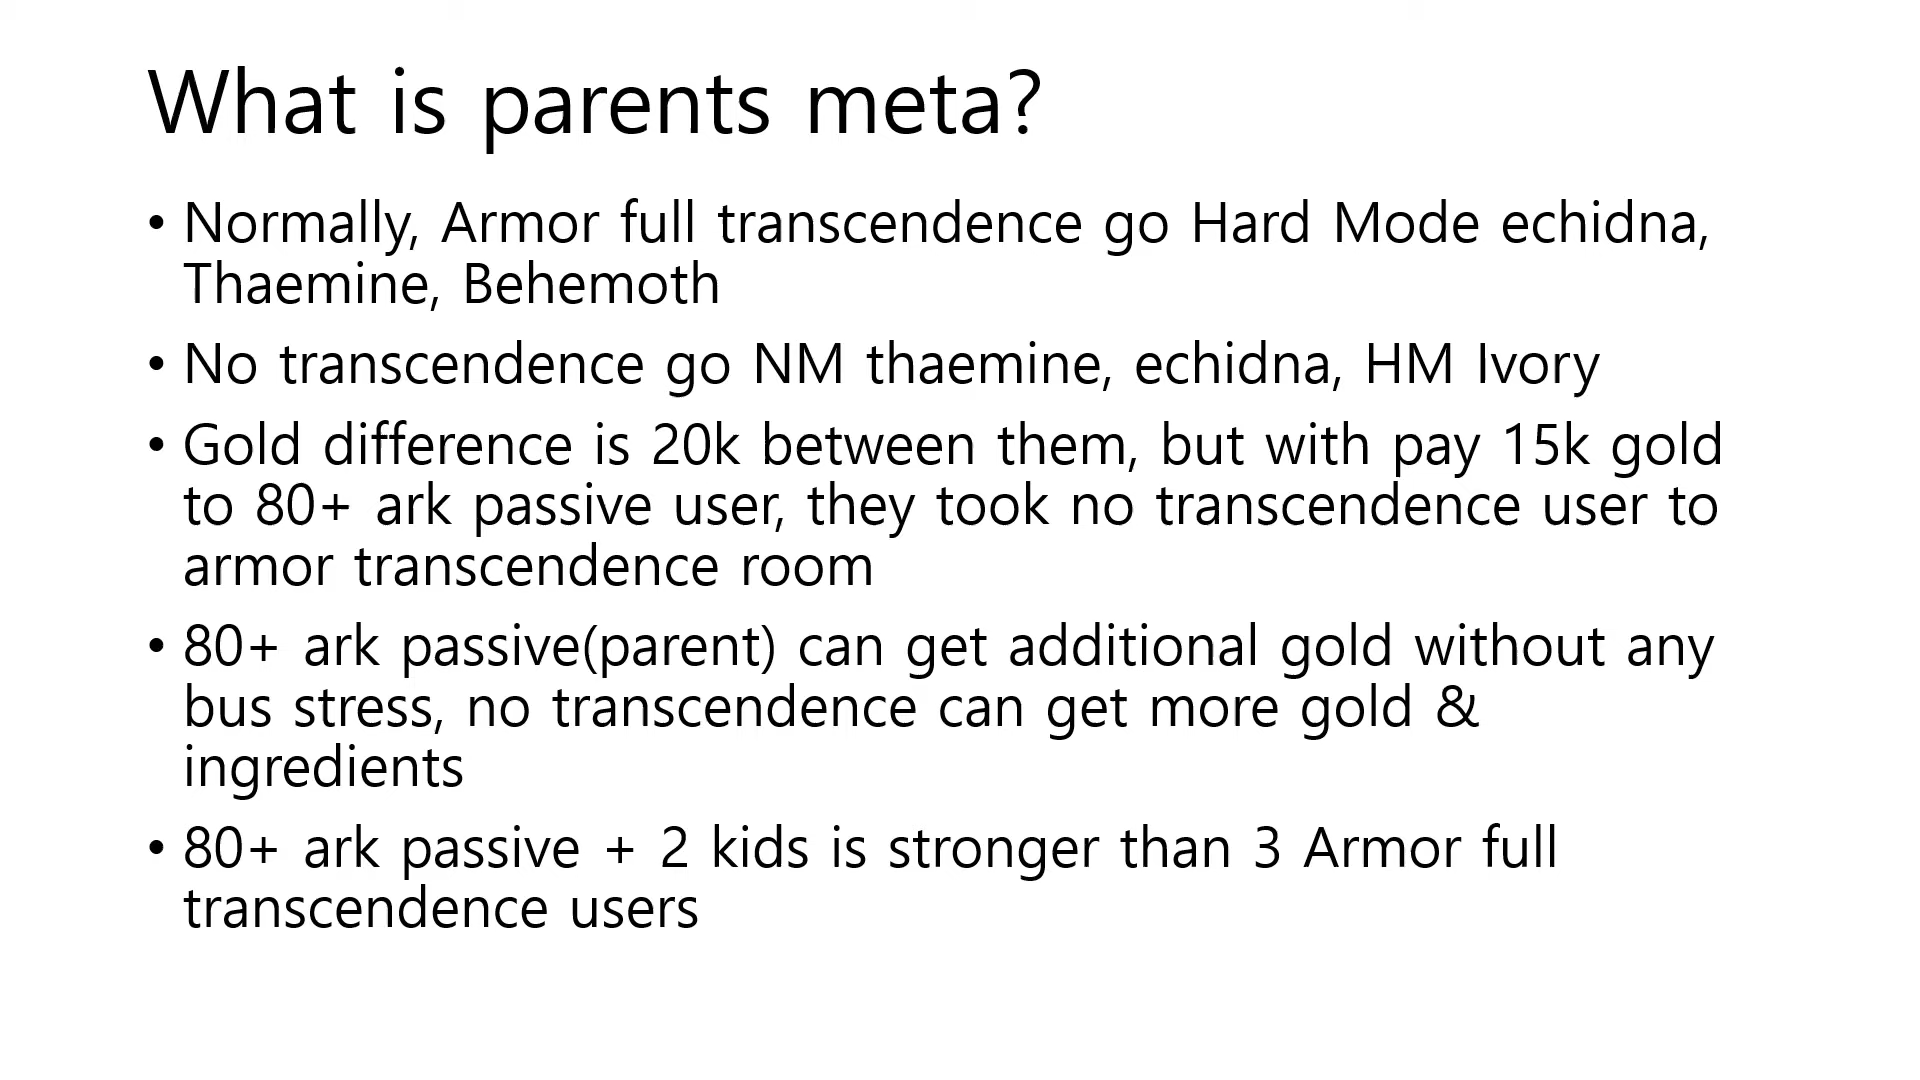 What is parents meta?
• Normally, Armor full transcendence go Hard Mode echidna,
Thaemine, Behemoth
• No transcendence go NM thaemine, echidna, HM Ivory
• Gold difference is 20k between them, but with pay 15k gold
to 80+ ark passive user, they took no transcendence user to
armor transcendence room
• 80+ ark passive(parent) can get additional gold without any
bus stress, no transcendence can get more gold &
ingredients
• 80+ ark passive + 2 kids is stronger than 3 Armor full
transcendence users